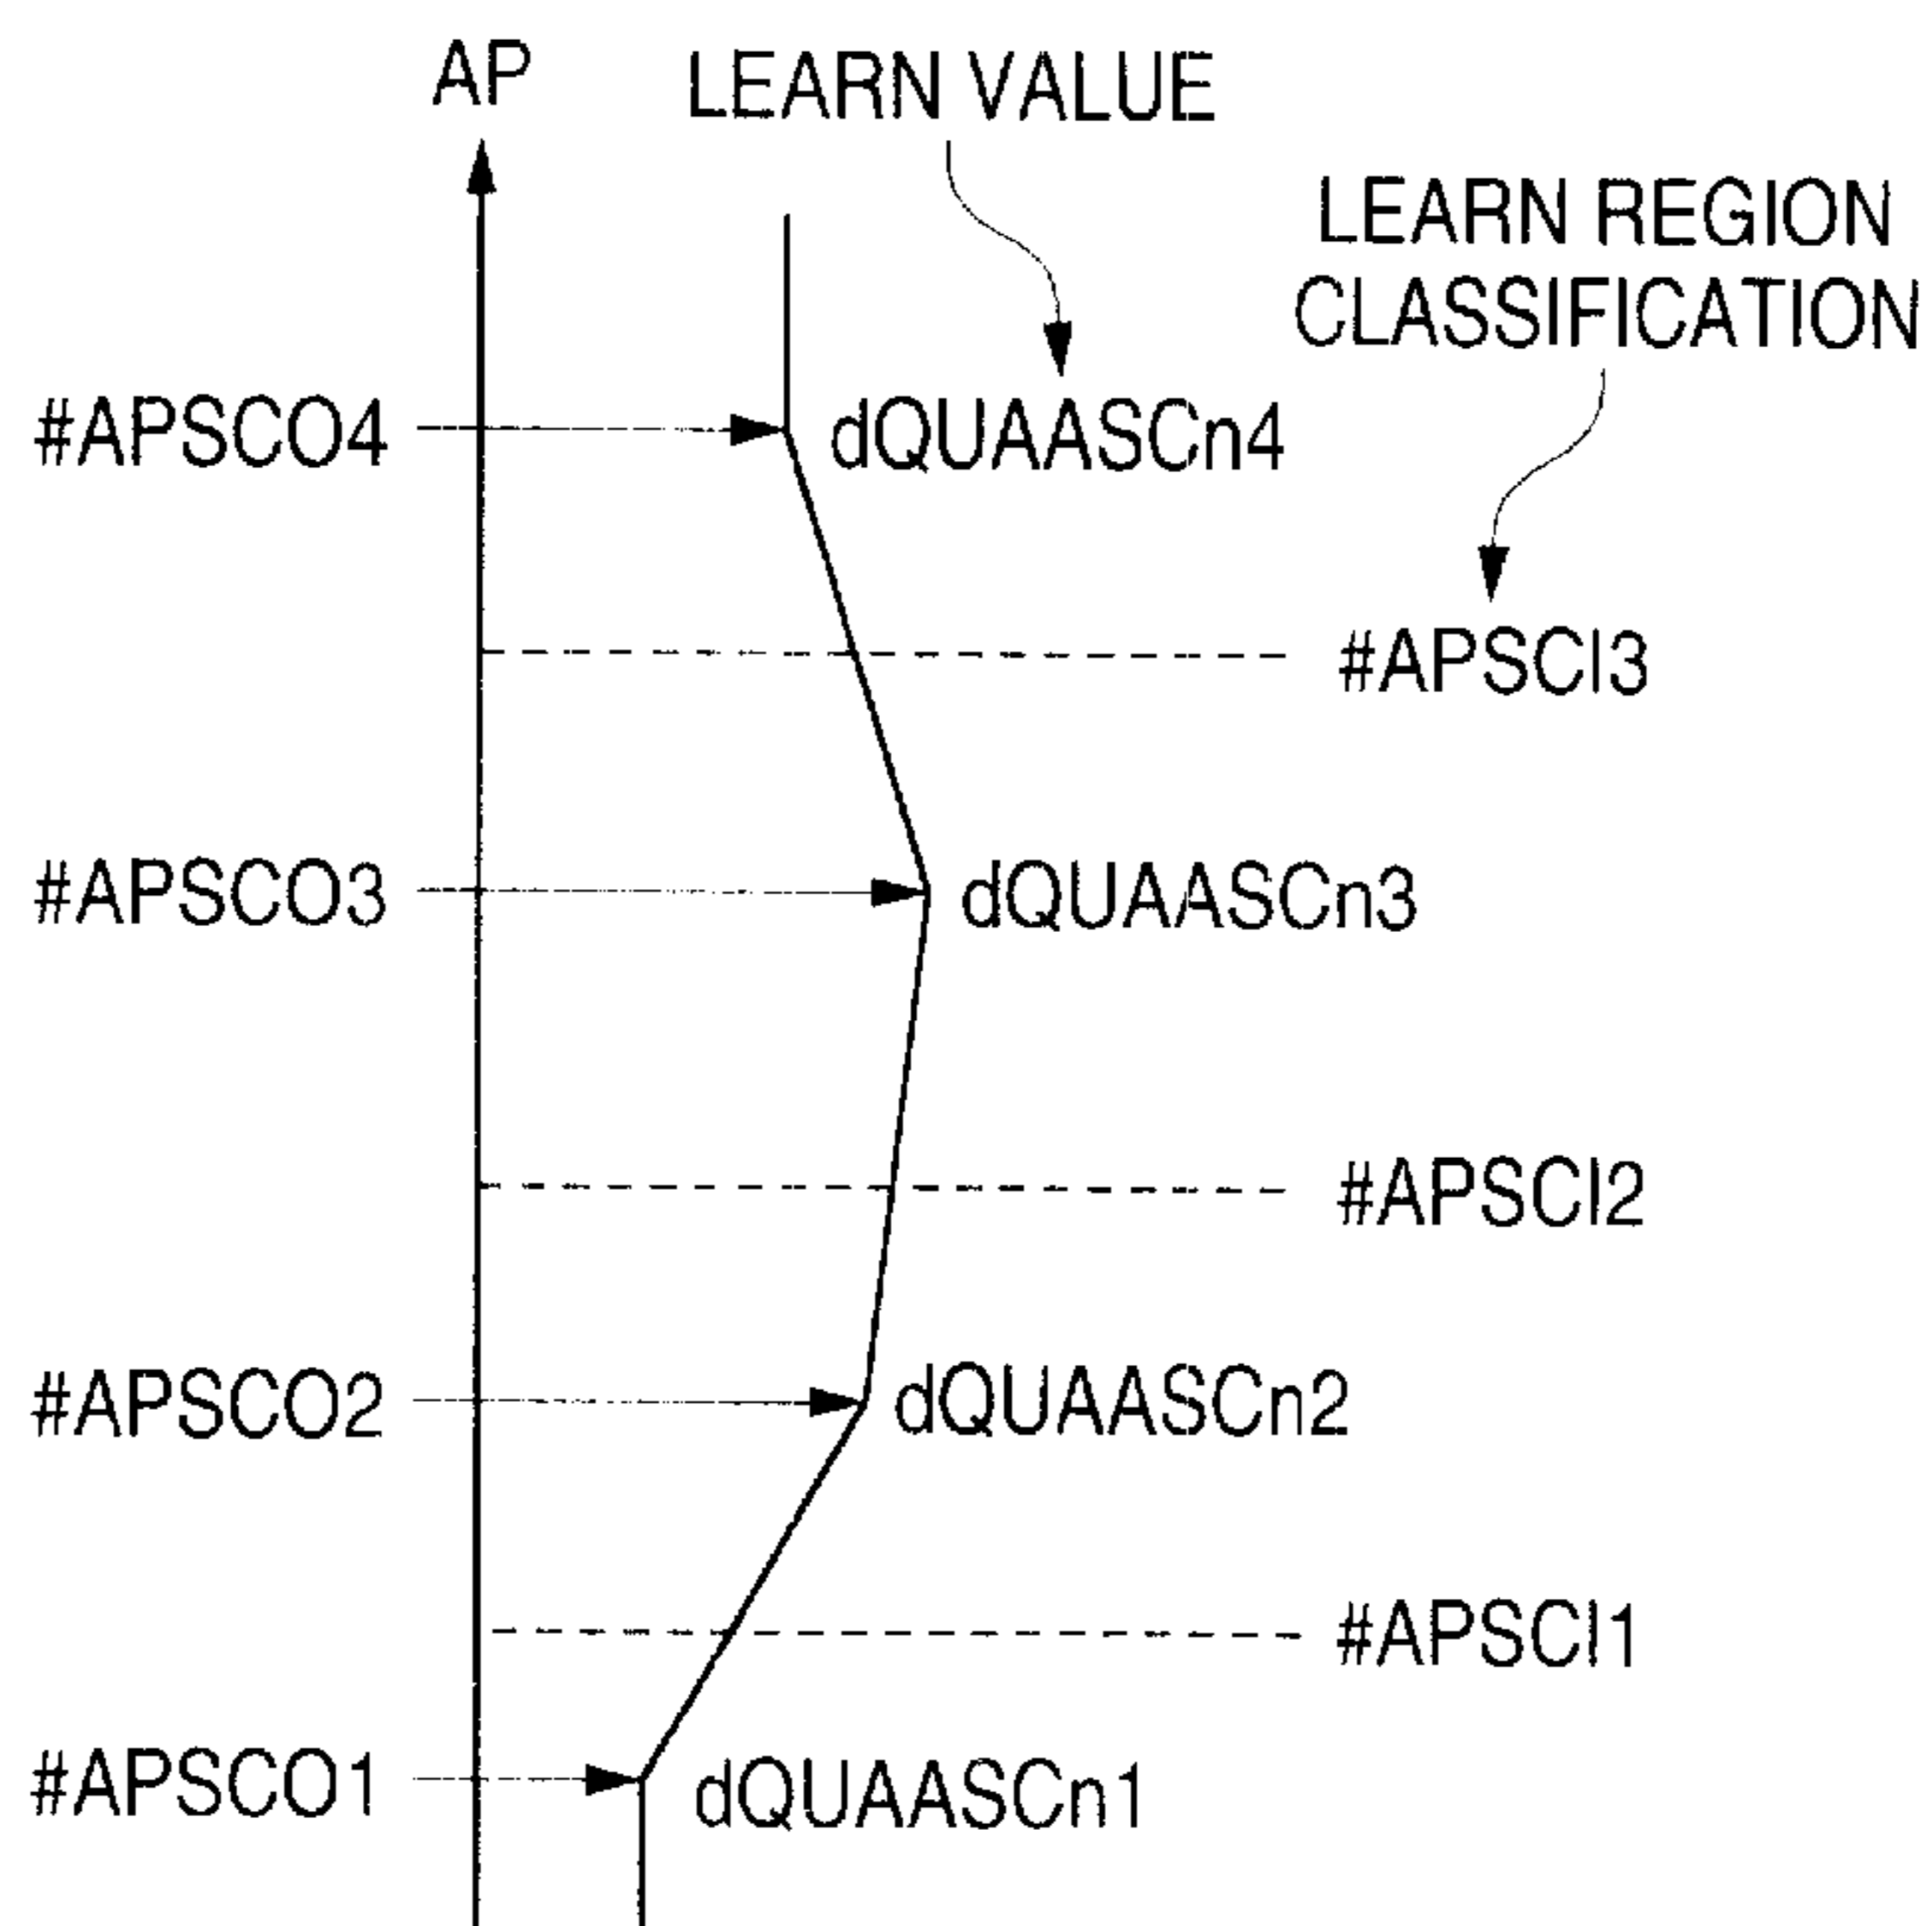 AP
LEARN VALUE
LEARN REGION
CLASSIFICATION
#APSCO4
dQUAASCn4
#APSCI3
#APSCO3
dQUAASCn3
#APSCI2
#APSCO2
dQUAASCn2
#APSCI1
#APSCO1
dQUAASCn1